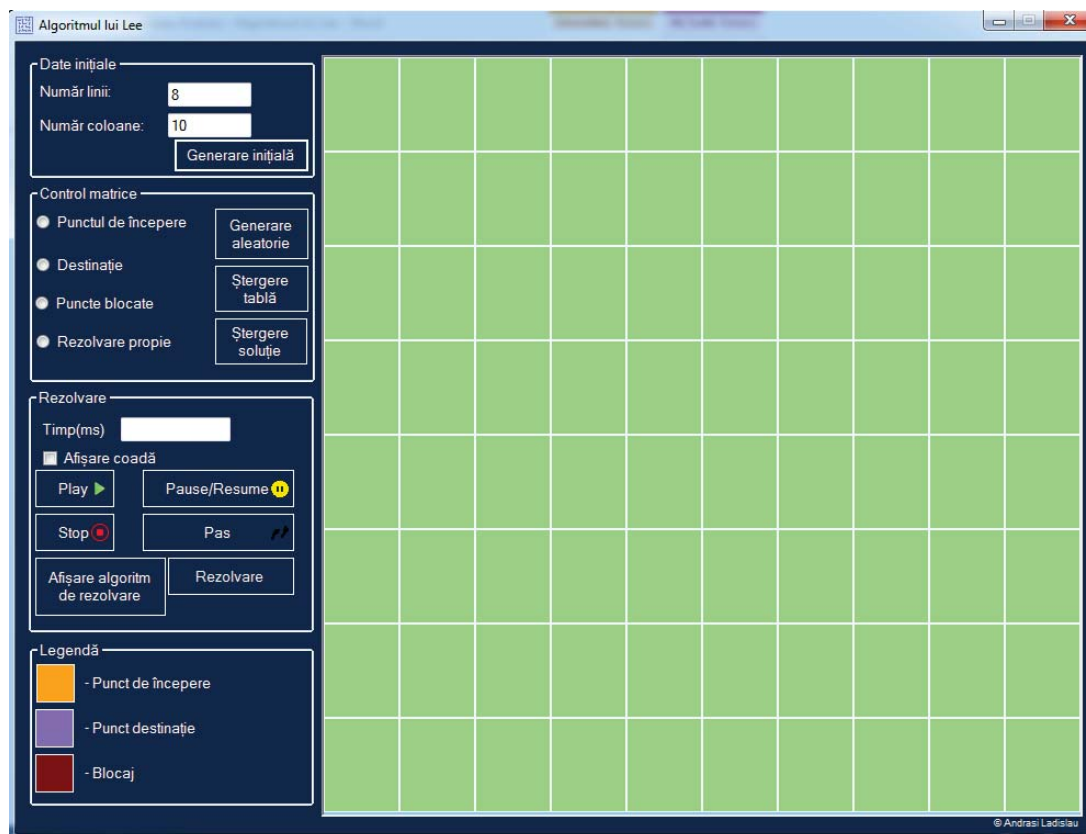 Algoritmul lui Lee
Date inițiale
Număr linii:
8
Număr coloane:
10
Generare inițială
Control matrice
Punctul de începere
Generare
aleatorie
Destinație
Ștergere
tablă
Puncte blocate
Rezolvare propie
Ștergere
soluție
Rezolvare
Timp(ms)
Afișare coadă
Play
Pause/Resume
Stop
Pas
Afișare algoritm
de rezolvare
Rezolvare
Legendă
- Punct de începere
- Punct destinație
- Blocaj
© Andrasi Ladislau